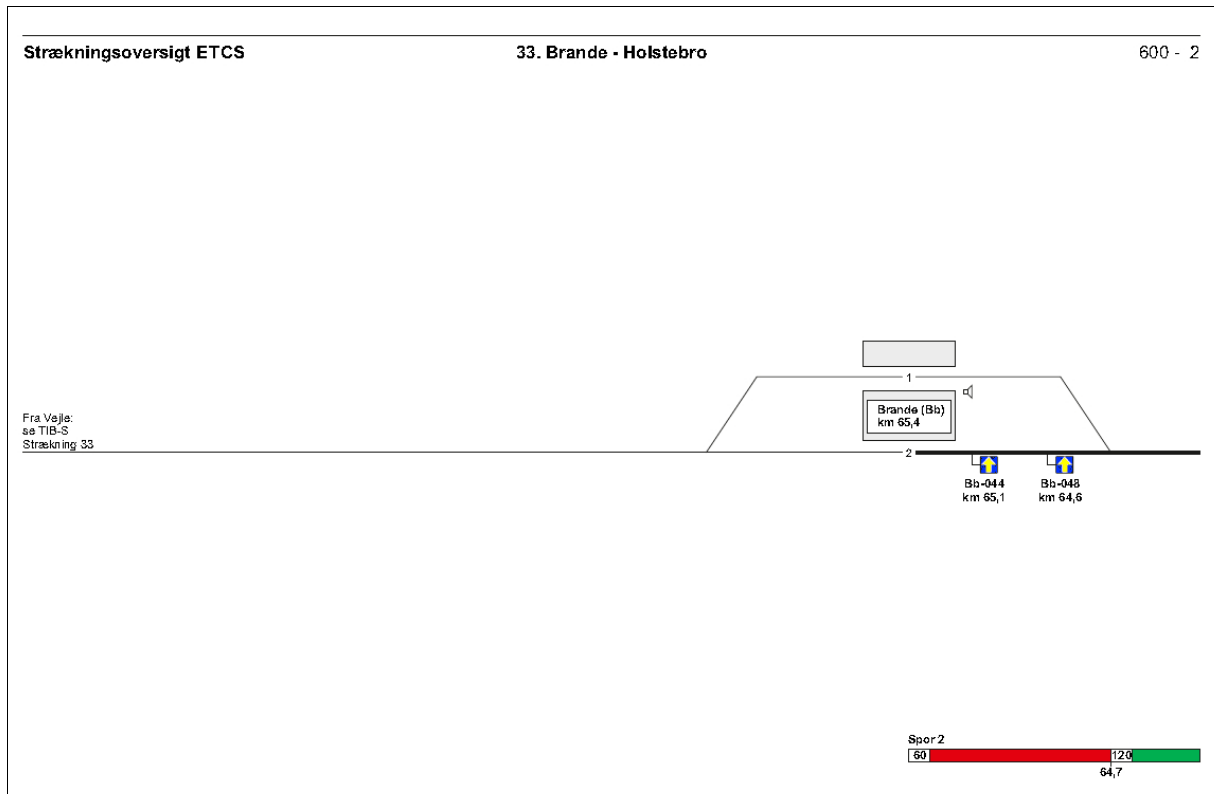 Strækningsoversigt ETCS
33. Brande - Holstebro
600 - 2
1
Brande (Bb)
km 65,4
Fra Vejle:
se TIB-S
Strækning 33
2
Bb-044
km 65,1
Bb-048
km 64,6
Spor 2
60
120
64,7